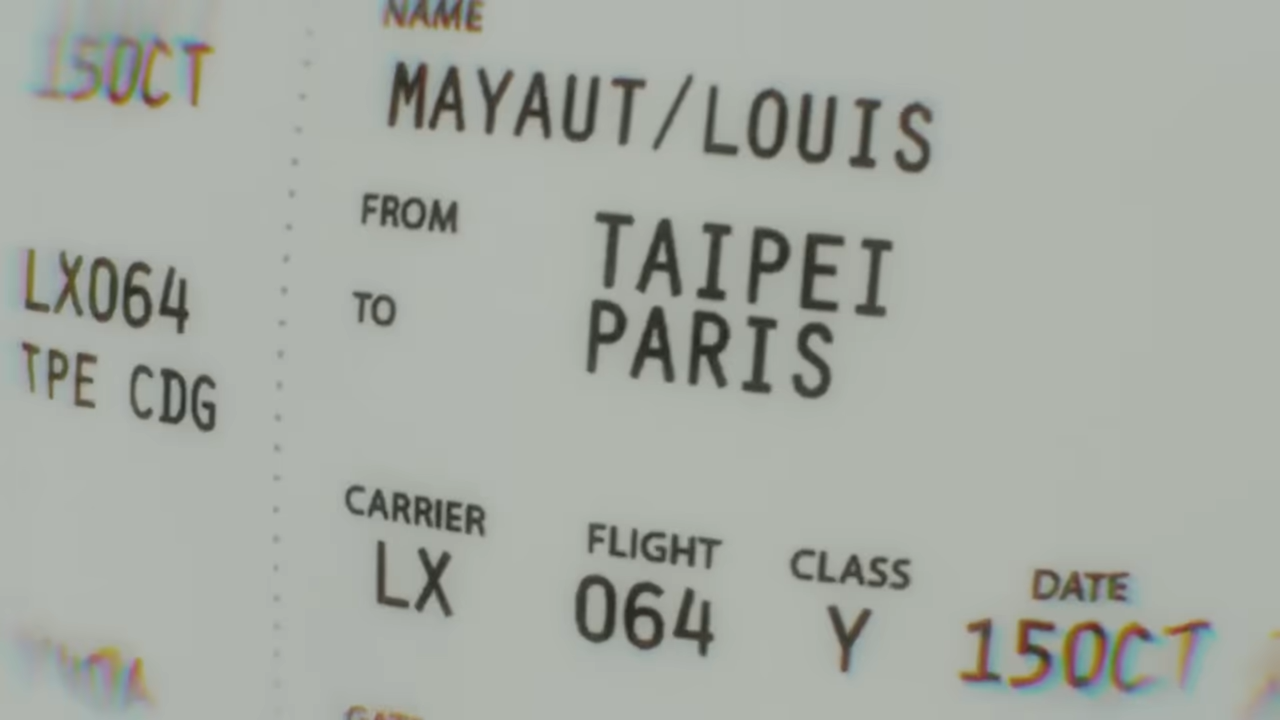 15OCT
LX064
TPE CDG
NAME
MAYAUT/LOUIS
FROM TAIPEI
TO PARIS
CARRIER FLIGHT CLASS DATE
LX 064 Y 15OCT